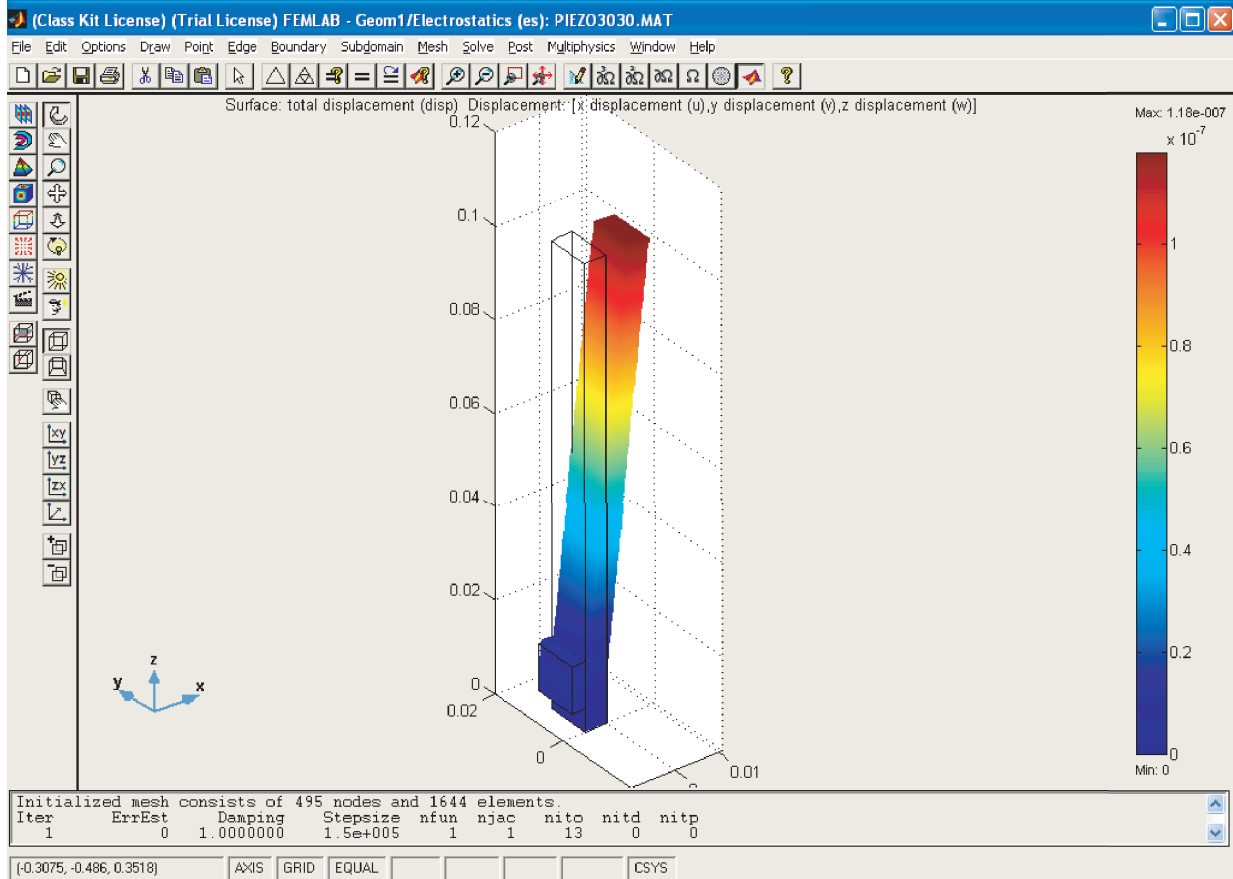 (Class Kit License) (Trial License) FEMLAB - Geom1/Electrostatics (es): PIEZO3030.MAT
File Edit Options Draw Point Edge Boundary Subdomain Mesh Solve Post Multiphysics Window Help
Surface: total displacement (disp) Displacement: [x displacement (u),y displacement (v),z displacement (w)]
Max: 1.18e-007
x 10^-7
0.12
0.1
0.08
0.06
0.04
0.02
0
0.02
0
0
0.01
1
0.8
0.6
0.4
0.2
0
Min: 0
xy
yz
zx
z
y
x
Initialized mesh consists of 495 nodes and 1644 elements.
Iter ErrEst Damping Stepsize nfun njac nito nitd nitp
1 0 1.0000000 1.5e+005 1 1 13 0 0
(-0.3075, -0.486, 0.3518) AXIS GRID EQUAL CSYS